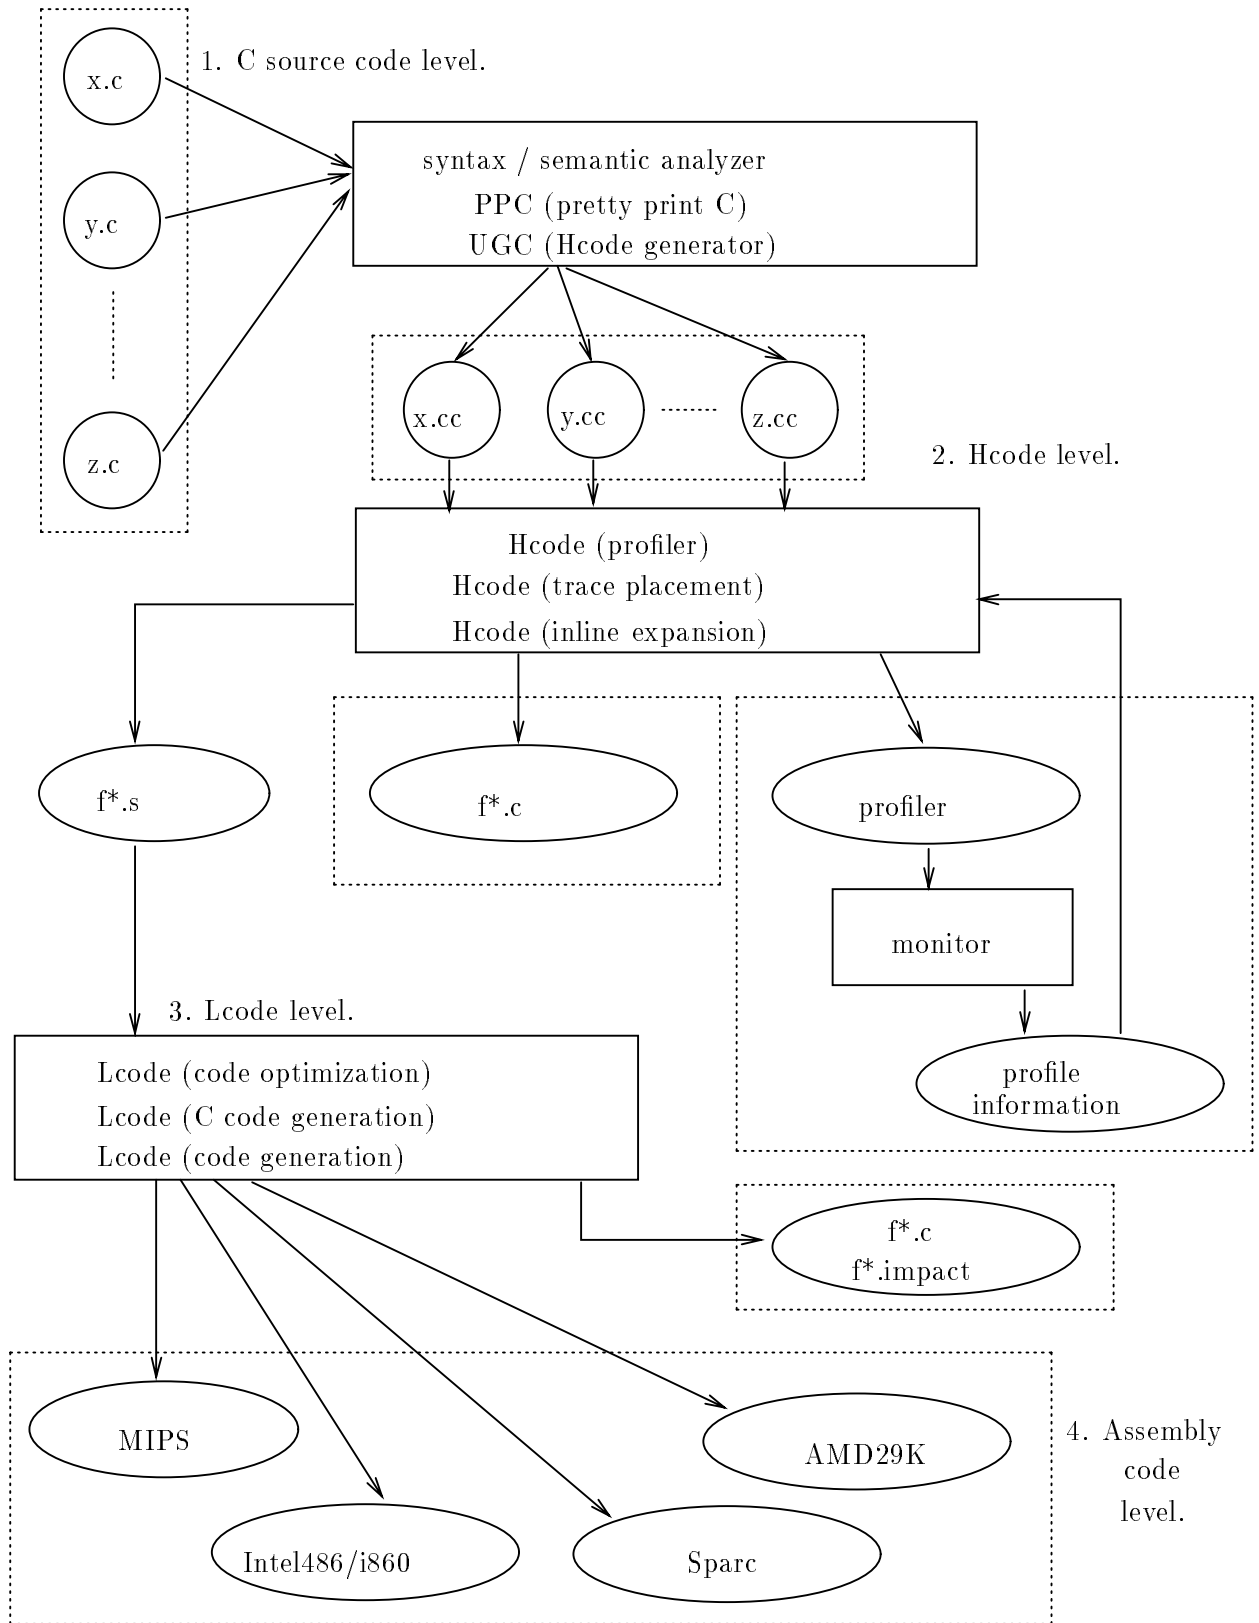 x.c
1. C source code level.
y.c
z.c
syntax / semantic analyzer
PPC (pretty print C)
UGC (Hcode generator)
x.cc
y.cc
z.cc
2. Hcode level.
Hcode (profiler)
Hcode (trace placement)
Hcode (inline expansion)
f*.s
f*.c
profiler
monitor
profile
information
3. Lcode level.
Lcode (code optimization)
Lcode (C code generation)
Lcode (code generation)
f*.c
f*.impact
MIPS
Intel486/i860
Sparc
AMD29K
4. Assembly
code
level.